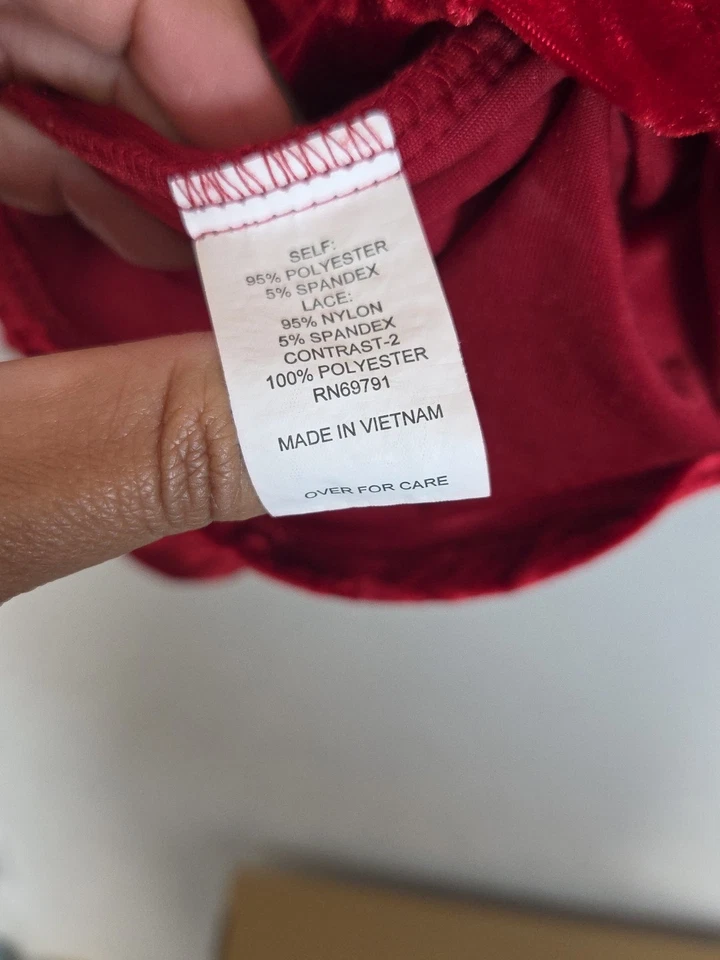 SELF:
95% POLYESTER
5% SPANDEX
LACE:
95% NYLON
5% SPANDEX
CONTRAST-2
100% POLYESTER
RN69791
MADE IN VIETNAM
OVER FOR CARE